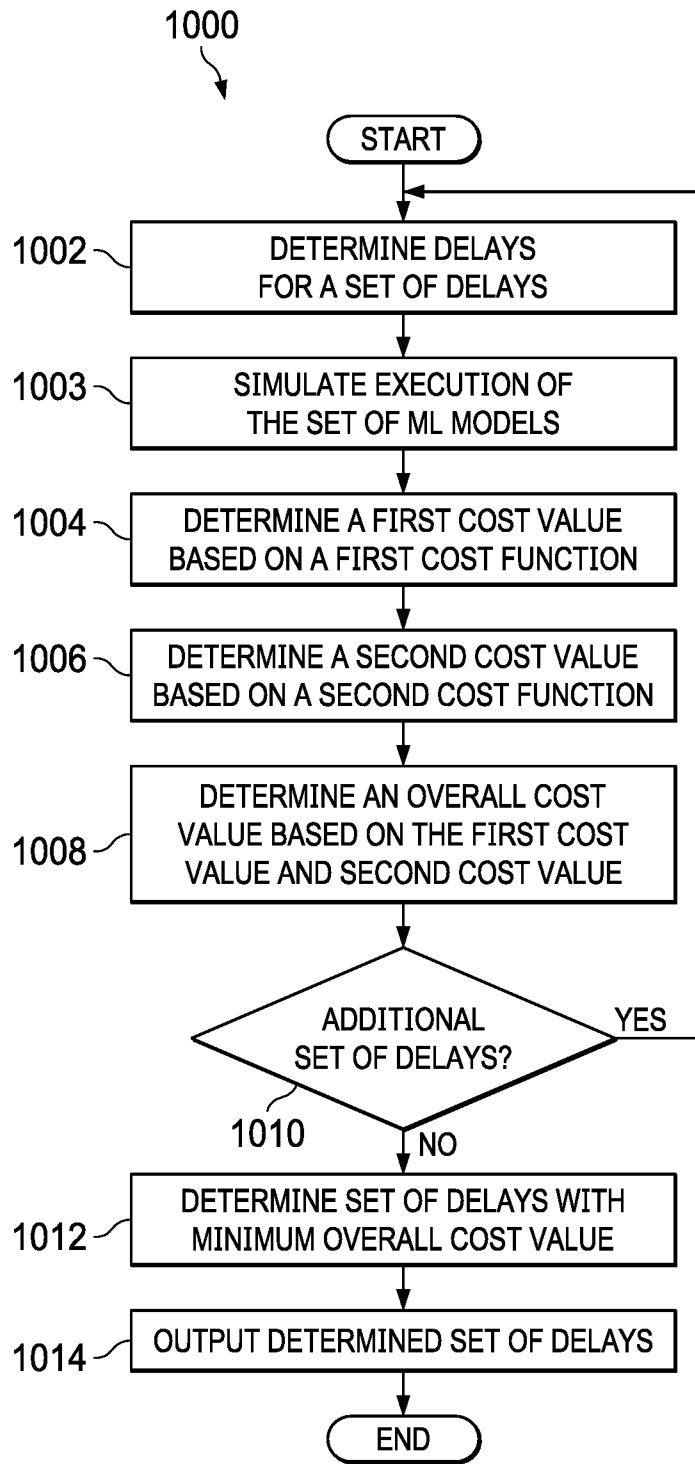 1000
START
1002
DETERMINE DELAYS
FOR A SET OF DELAYS
1003
SIMULATE EXECUTION OF
THE SET OF ML MODELS
1004
DETERMINE A FIRST COST VALUE
BASED ON A FIRST COST FUNCTION
1006
DETERMINE A SECOND COST VALUE
BASED ON A SECOND COST FUNCTION
1008
DETERMINE AN OVERALL COST
VALUE BASED ON THE FIRST COST
VALUE AND SECOND COST VALUE
ADDITIONAL
SET OF DELAYS?
YES
1010
NO
1012
DETERMINE SET OF DELAYS WITH
MINIMUM OVERALL COST VALUE
1014
OUTPUT DETERMINED SET OF DELAYS
END